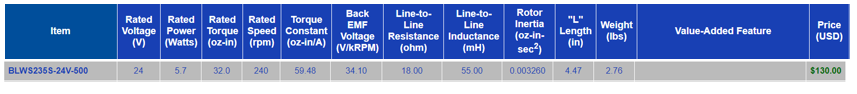 Item Rated Voltage (V) Rated Power (Watts) Rated Torque (oz-in) Rated Speed (rpm) Torque Constant (oz-in/A) Back EMF Voltage (V/kRPM) Line-to-Line Resistance (ohm) Line-to-Line Inductance (mH) Rotor Inertia (oz-in-sec²) "L" Length (in) Weight (lbs) Value-Added Feature Price (USD)
BLWS235S-24V-500 24 5.7 32.0 240 59.48 34.10 18.00 55.00 0.003260 4.47 2.76 $130.00